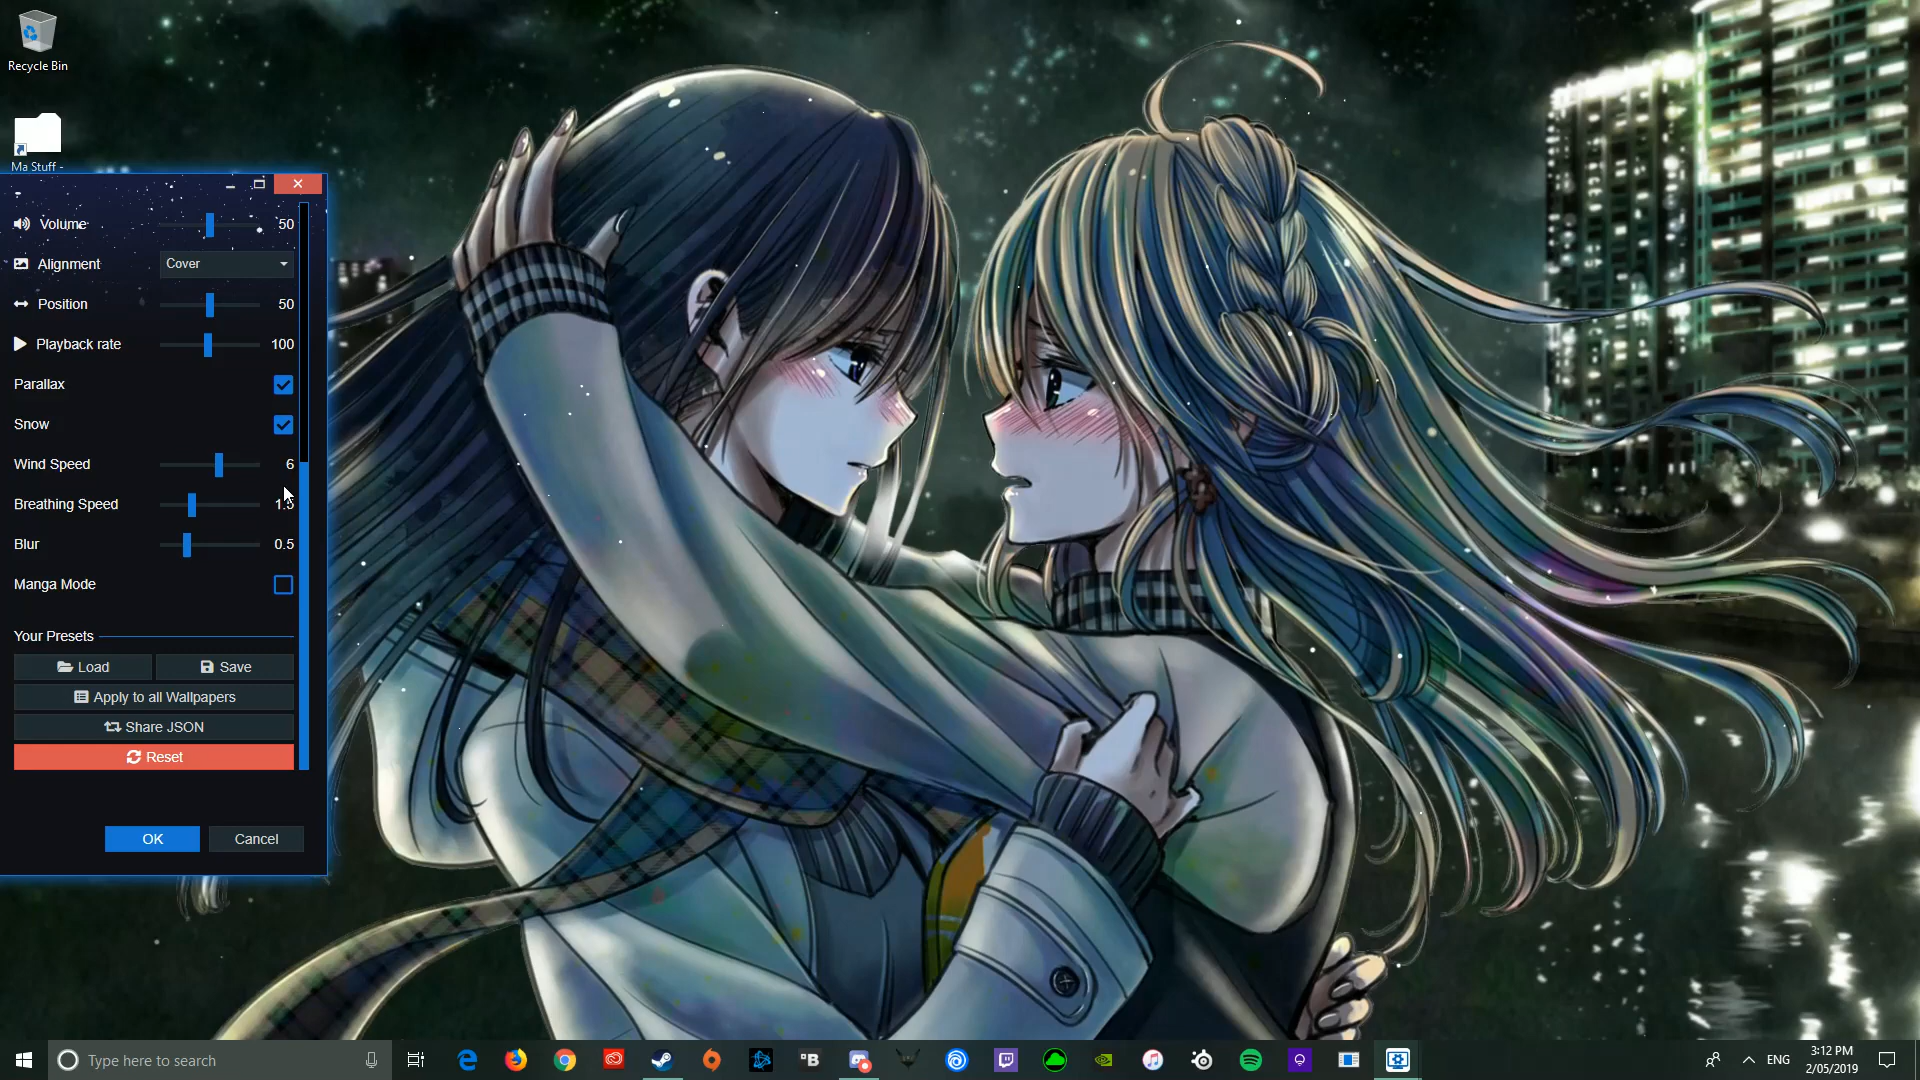 Recycle Bin
Ma Stuff -
Volume 50
Alignment Cover
Position 50
Playback rate 100
Parallax
Snow
Wind Speed 6
Breathing Speed 1.5
Blur 0.5
Manga Mode
Your Presets
Load Save
Apply to all Wallpapers
Share JSON
Reset
OK Cancel
Type here to search
ENG
3:12 PM
2/05/2019